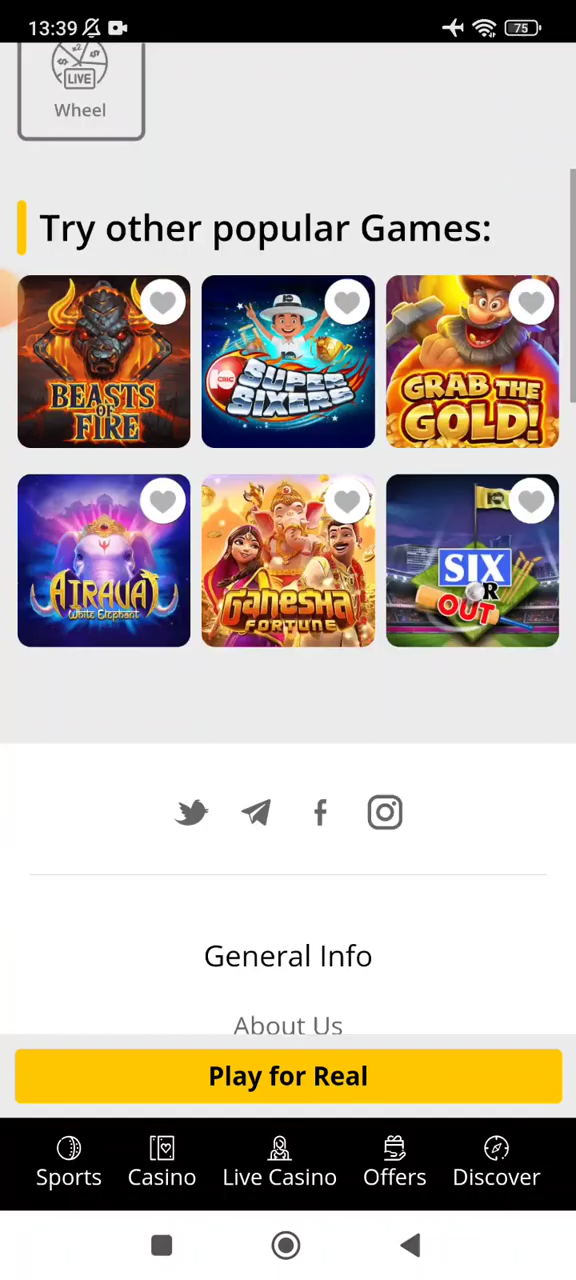 13:39
75
x2
LIVE
Wheel
Try other popular Games:
BEASTS
OF
FIRE
10
CRIC
SUPER
SIXERS
GRAB THE
GOLD!
AIRAVAT
White Elephant
Ganesha
FORTUNE
SIX
R
OUT
General Info
About Us
Play for Real
Sports
Casino
Live Casino
Offers
Discover